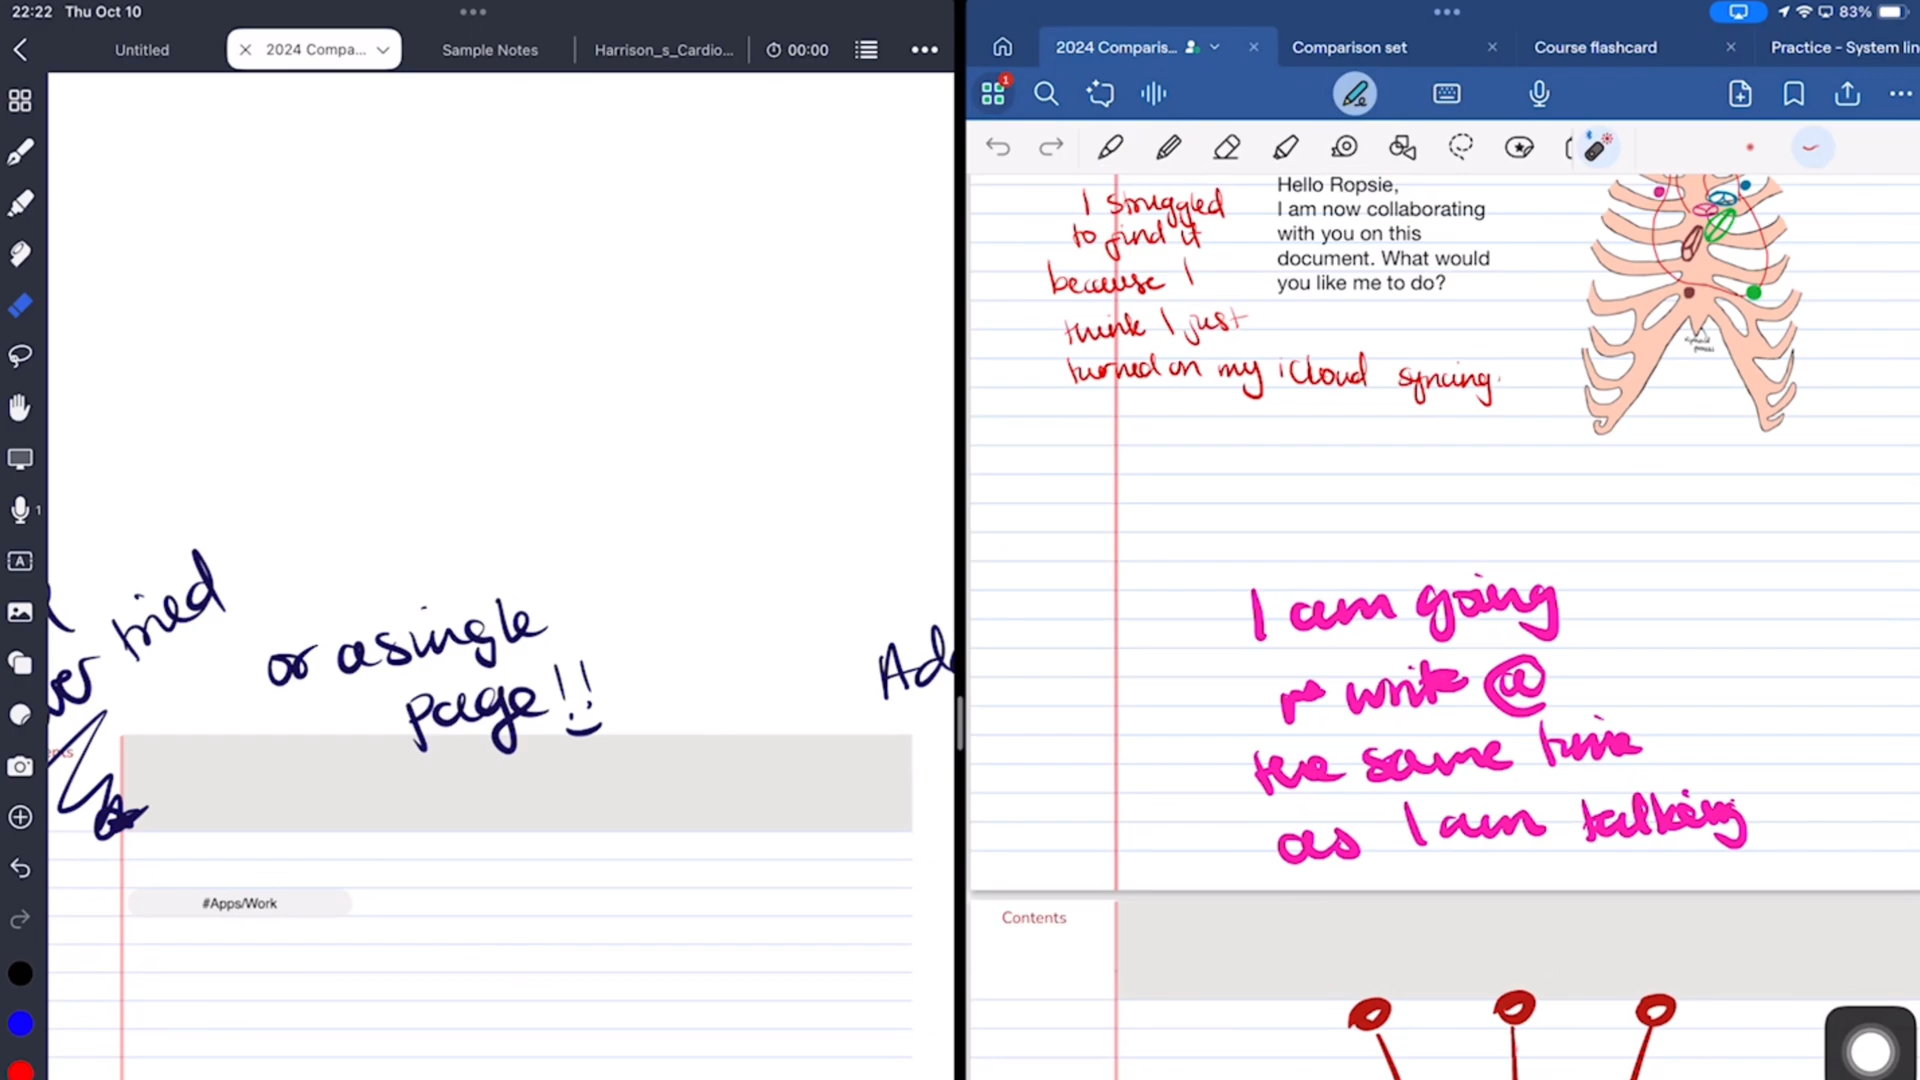 22:22 Thu Oct 10
83%
Untitled
2024 Compa...
Sample Notes
Harrison_s_Cardio...
00:00
1
tried
or a single
page!!
#Apps/Work
2024 Comparis...
Comparison set
Course flashcard
Practice - System lin
1
I struggled
to find it
because I
think I just
turned on my iCloud syncing.
Hello Ropsie,
I am now collaborating
with you on this
document. What would
you like me to do?
I am going
write @
the same time
as I am talking
Contents